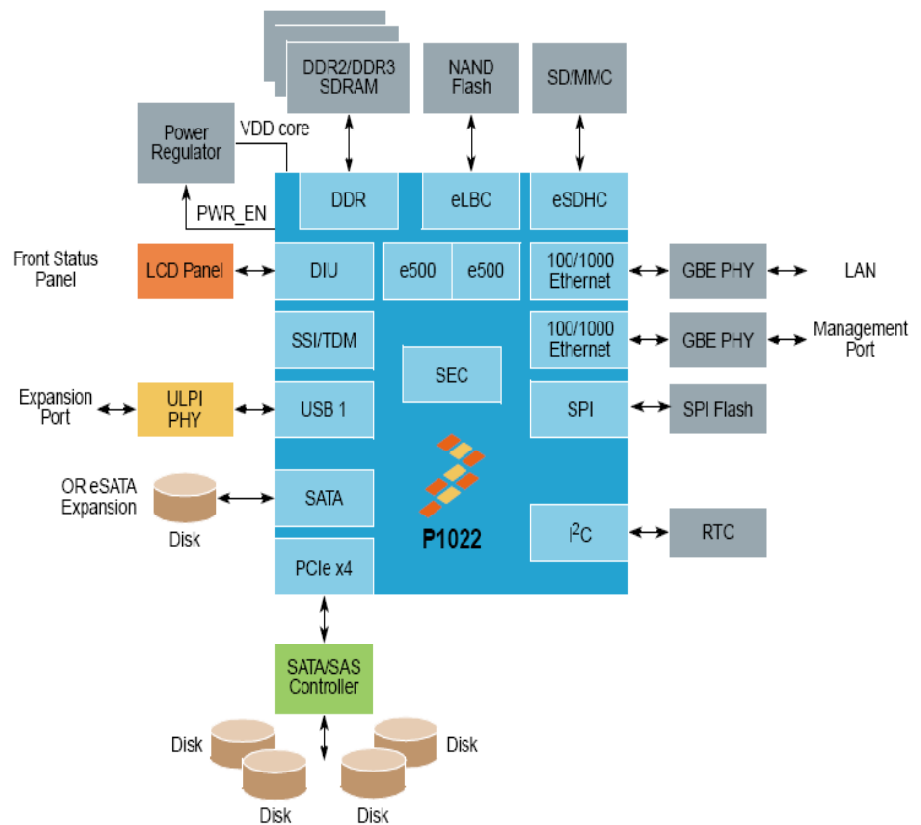 DDR2/DDR3
SDRAM
NAND
Flash
SD/MMC
Power
Regulator
VDD core
PWR_EN
DDR
eLBC
eSDHC
Front Status
Panel
LCD Panel
DIU
e500
e500
100/1000
Ethernet
GBE PHY
LAN
SSI/TDM
100/1000
Ethernet
GBE PHY
Management
Port
SEC
Expansion
Port
ULPI
PHY
USB 1
SPI
SPI Flash
OR eSATA
Expansion
Disk
SATA
P1022
I²C
RTC
PCIe x4
SATA/SAS
Controller
Disk
Disk
Disk
Disk